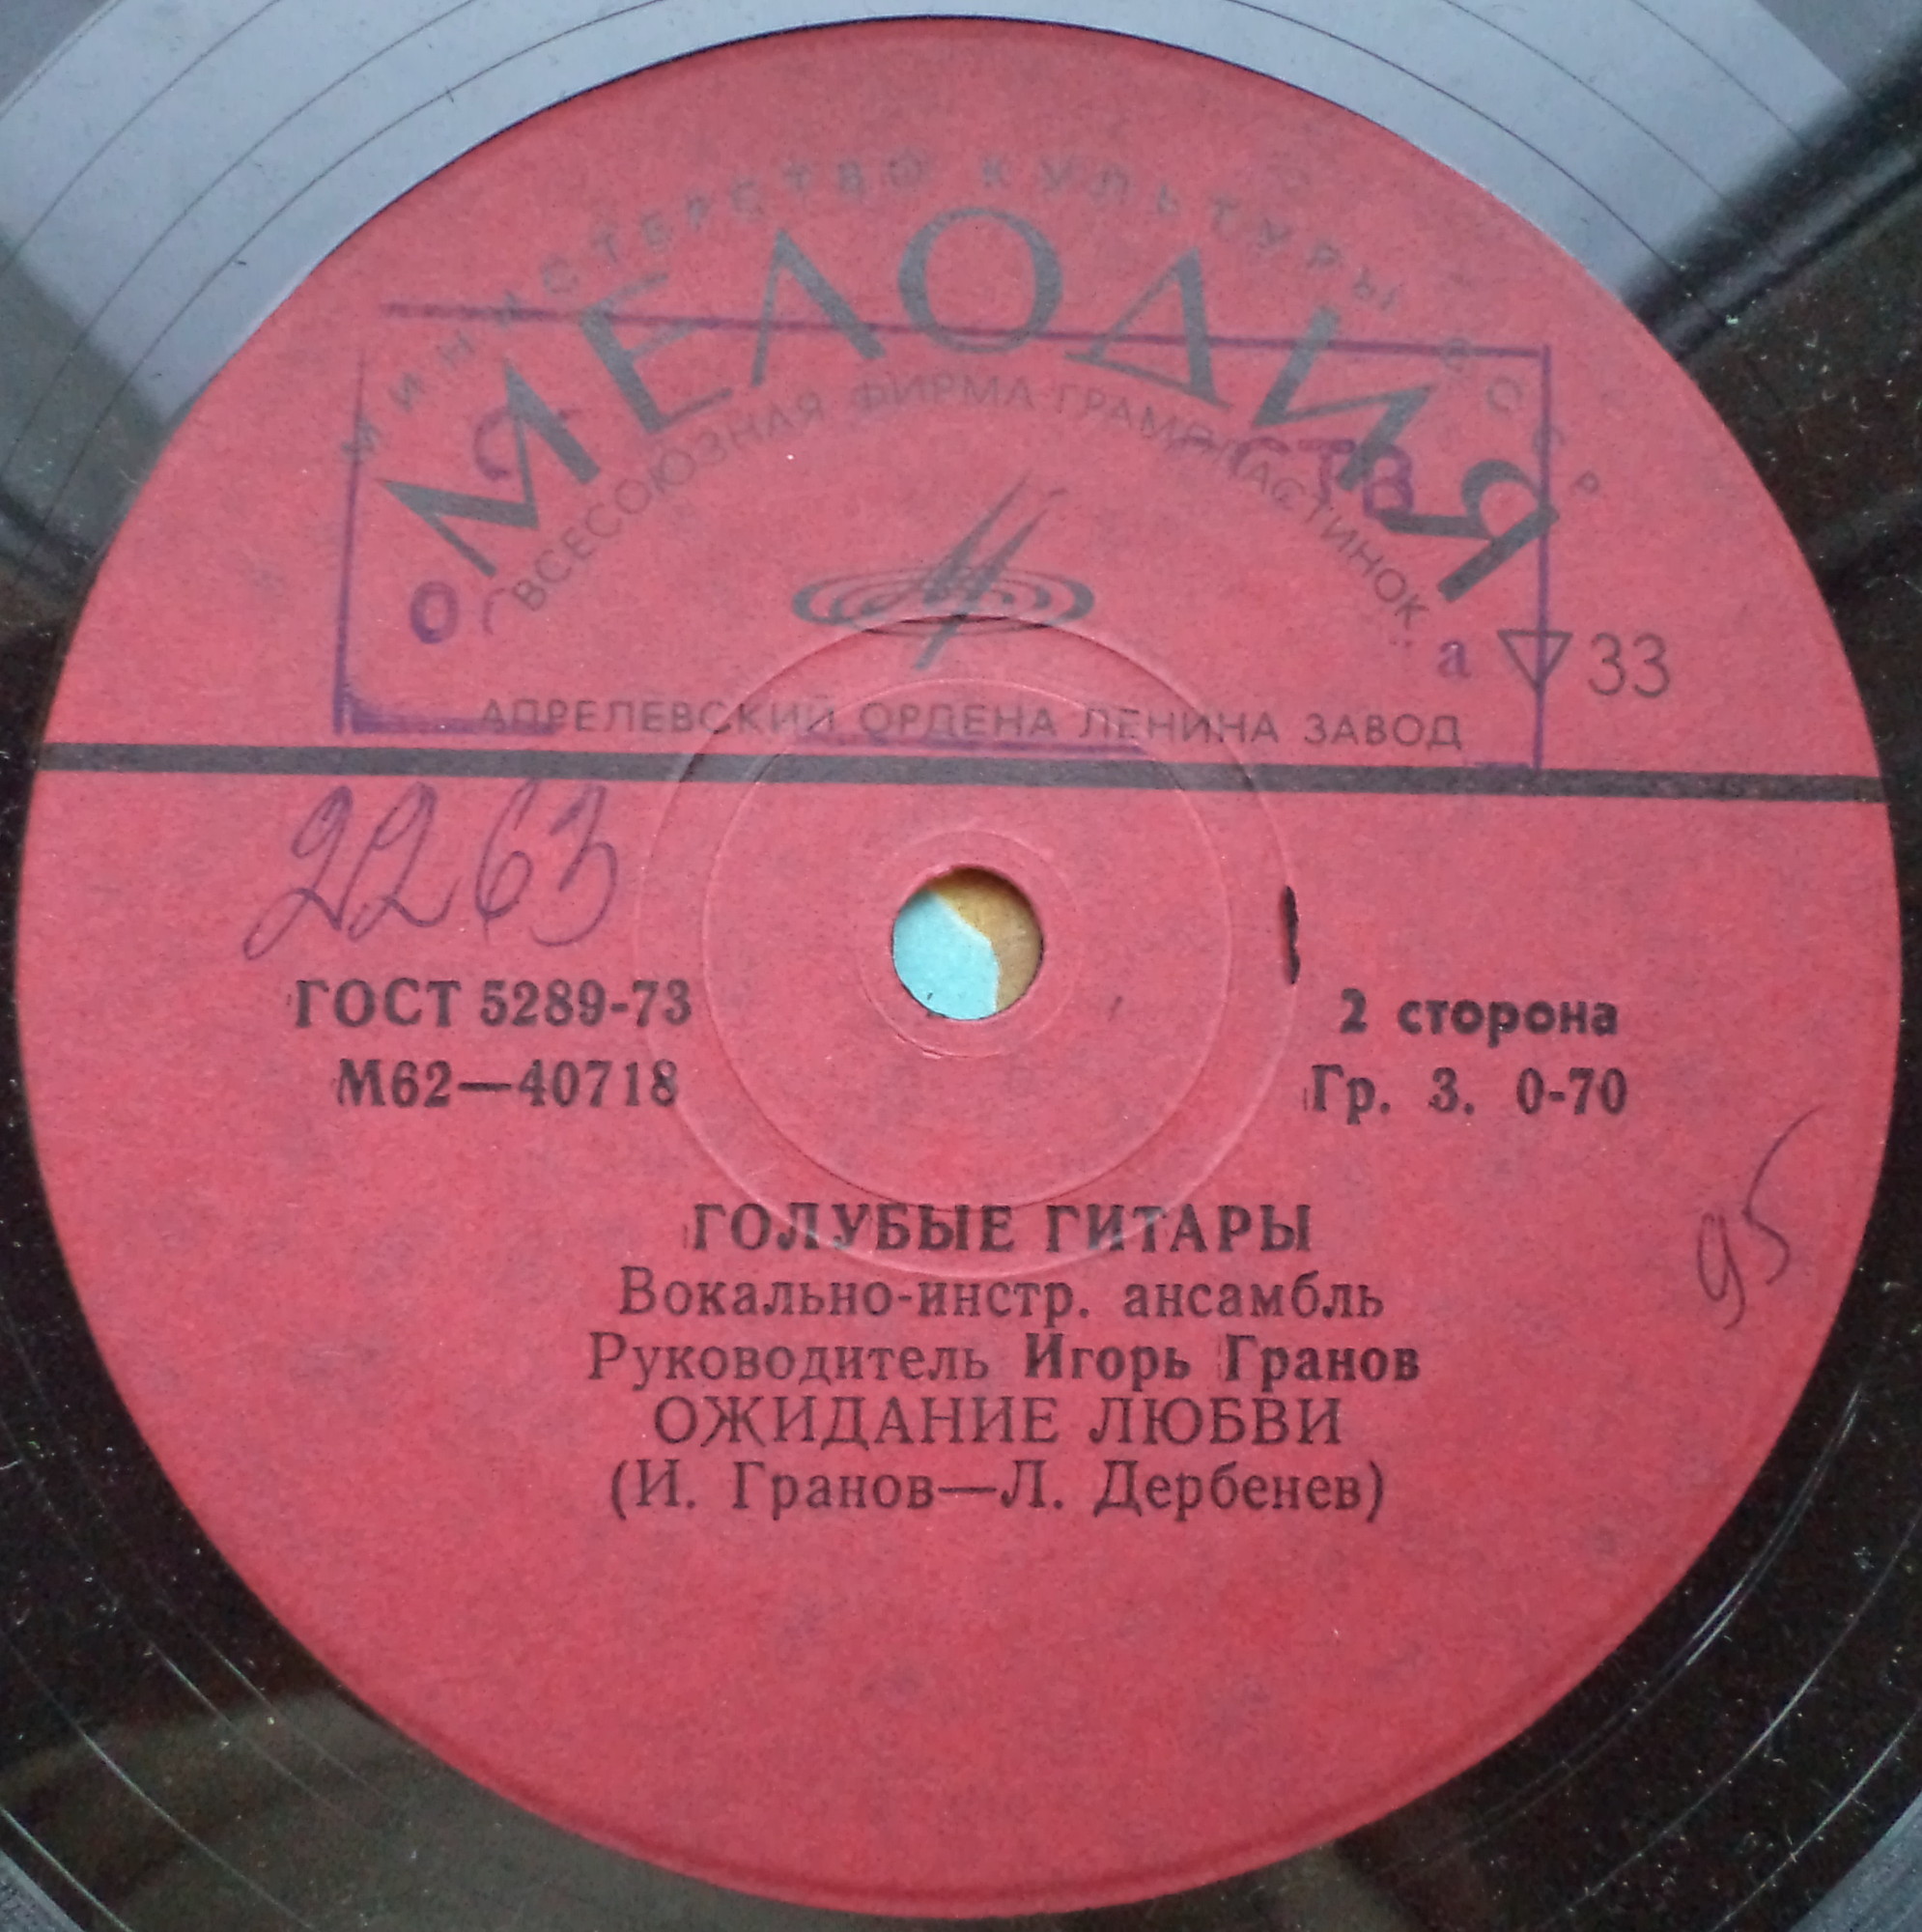 МИНИСТЕРСТВО КУЛЬТУРЫ СССР
МЕЛОДИЯ
ВСЕСОЮЗНАЯ ФИРМА ГРАМПЛАСТИНОК
33
АПРЕЛЕВСКИЙ ОРДЕНА ЛЕНИНА ЗАВОД
2263
ГОСТ 5289-73
2 сторона
М62—40718
Гр. 3. 0-70
95
ГОЛУБЫЕ ГИТАРЫ
Вокально-инстр. ансамбль
Руководитель Игорь Гранов
ОЖИДАНИЕ ЛЮБВИ
(И. Гранов—Л. Дербенев)